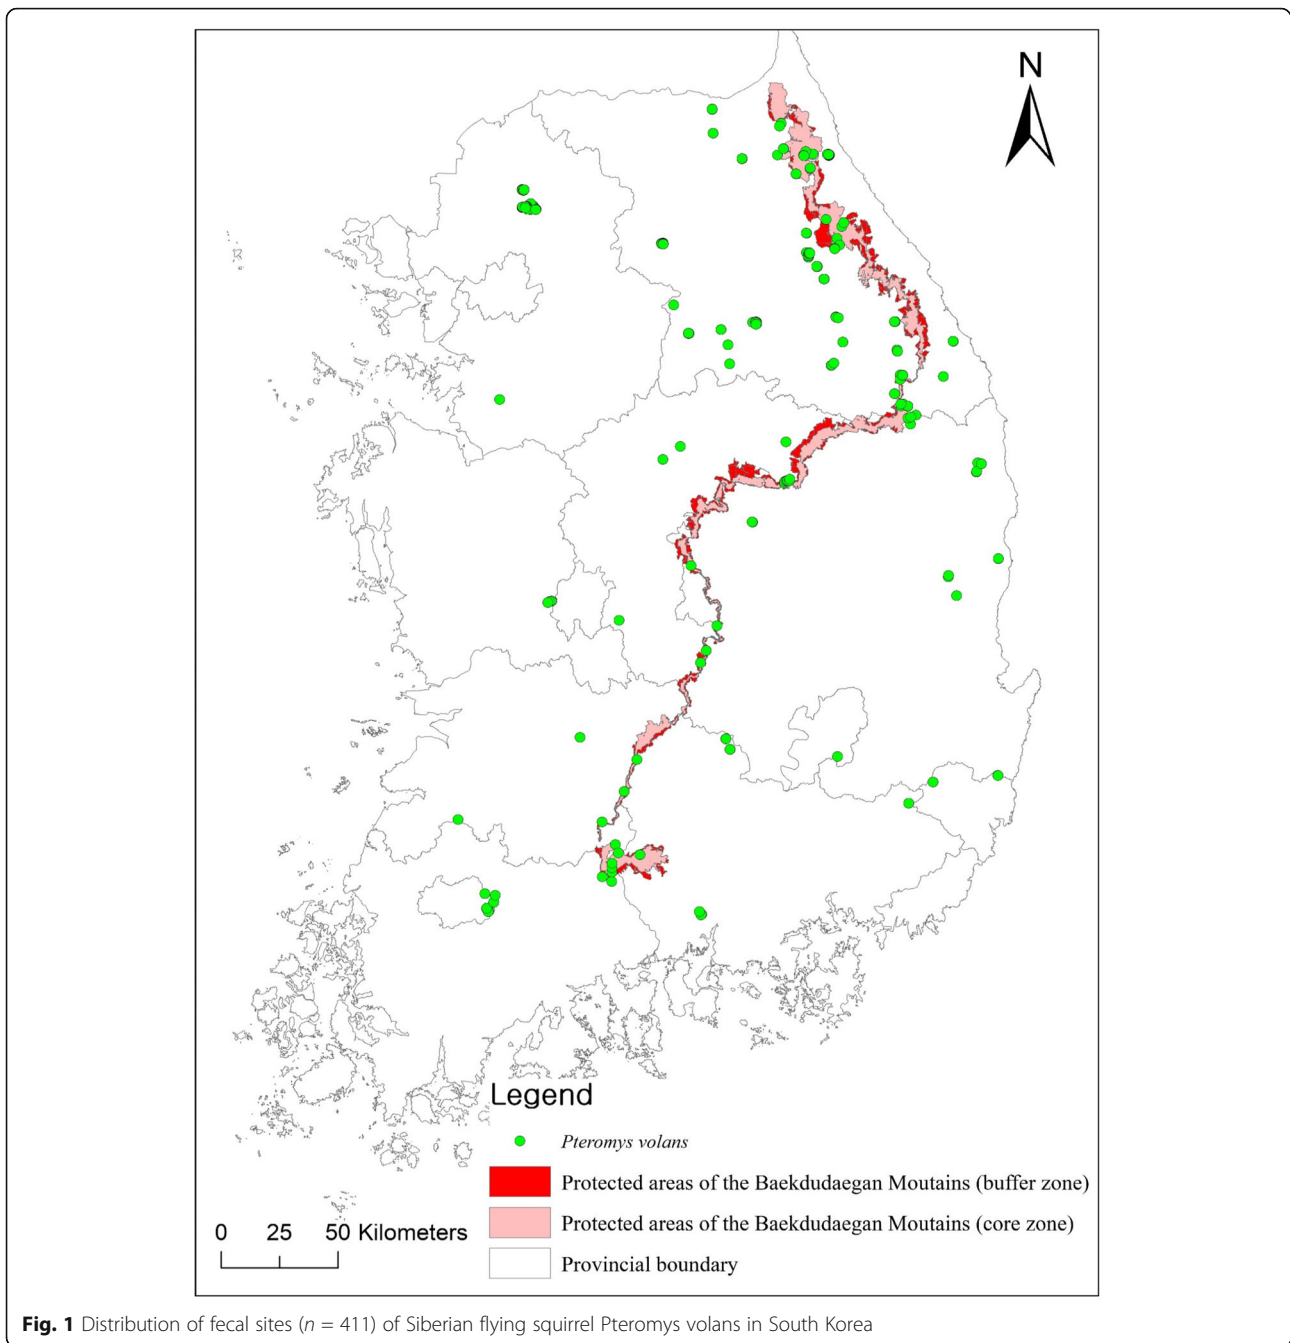 N
Legend
Pteromys volans
Protected areas of the Baekdudaegan Moutains (buffer zone)
Protected areas of the Baekdudaegan Moutains (core zone)
0 25 50 Kilometers
Provincial boundary
Fig. 1 Distribution of fecal sites (n = 411) of Siberian flying squirrel Pteromys volans in South Korea